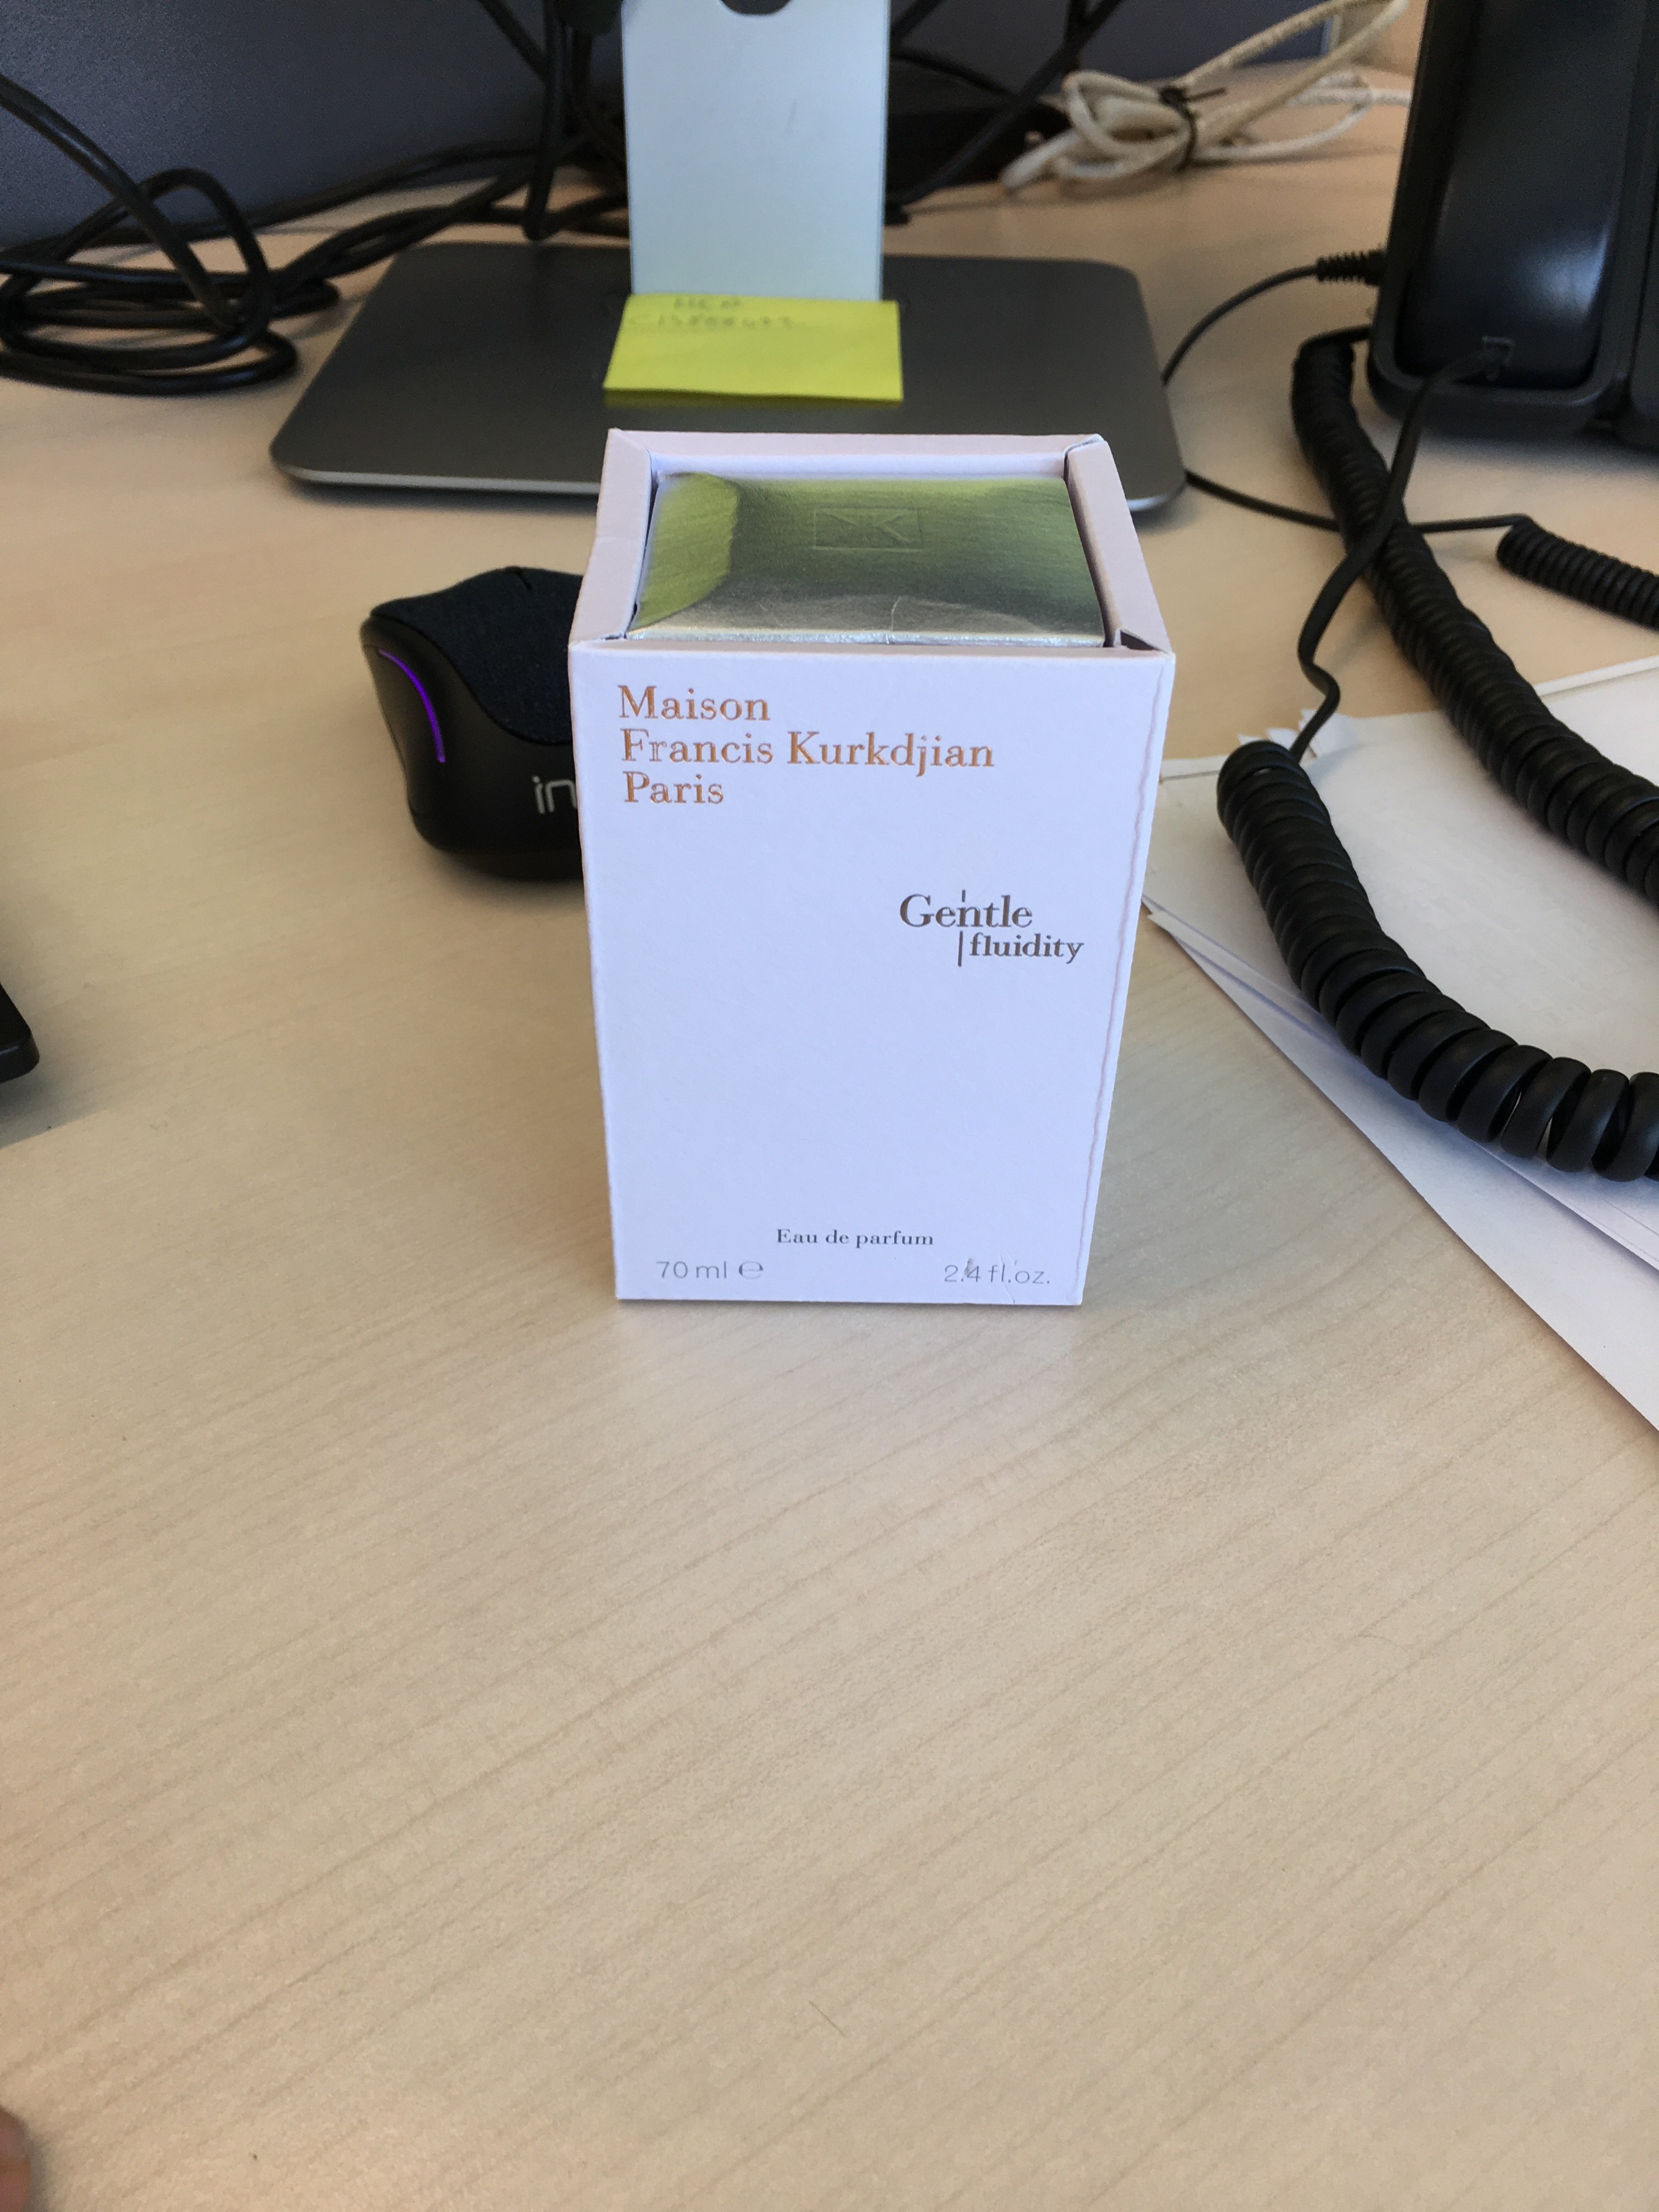 Maison
Francis Kurkdjian
Paris
Gentle
fluidity
Eau de parfum
70 ml ℮
2.4 fl.oz.